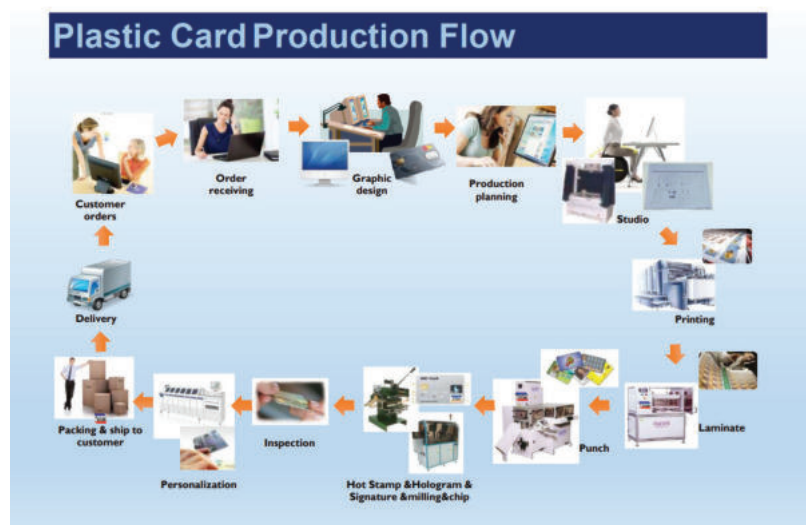 Plastic Card Production Flow
Customer
orders
Order
receiving
Graphic
design
Production
planning
Studio
Printing
Laminate
Punch
Hot Stamp &Hologram &
Signature &milling&chip
Inspection
Personalization
Packing & ship to
customer
Delivery